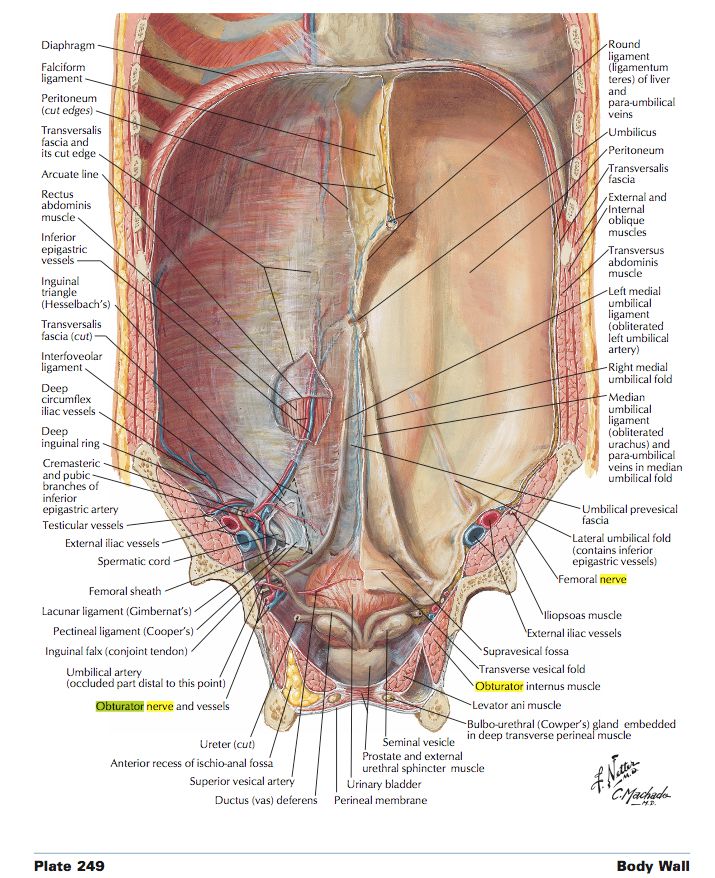 Diaphragm
Falciform
ligament
Peritoneum
(cut edges)
Transversalis
fascia and
its cut edge
Arcuate line
Rectus
abdominis
muscle
Inferior
epigastric
vessels
Inguinal
triangle
(Hesselbach's)
Transversalis
fascia (cut)
Interfoveolar
ligament
Deep
circumflex
iliac vessels
Deep
inguinal ring
Cremasteric
and pubic
branches of
inferior
epigastric artery
Testicular vessels
External iliac vessels
Spermatic cord
Femoral sheath
Lacunar ligament (Gimbernat's)
Pectineal ligament (Cooper's)
Inguinal falx (conjoint tendon)
Umbilical artery
(occluded part distal to this point)
Obturator nerve and vessels
Ureter (cut)
Anterior recess of ischio-anal fossa
Superior vesical artery
Ductus (vas) deferens
Round
ligament
(ligamentum
teres) of liver
and
para-umbilical
veins
Umbilicus
Peritoneum
Transversalis
fascia
External and
Internal
oblique
muscles
Transversus
abdominis
muscle
Left medial
umbilical
ligament
(obliterated
left umbilical
artery)
Right medial
umbilical fold
Median
umbilical
ligament
(obliterated
urachus) and
para-umbilical
veins in median
umbilical fold
Umbilical prevesical
fascia
Lateral umbilical fold
(contains inferior
epigastric vessels)
Femoral nerve
Iliopsoas muscle
External iliac vessels
Supravesical fossa
Transverse vesical fold
Obturator internus muscle
Levator ani muscle
Bulbo-urethral (Cowper's) gland embedded
in deep transverse perineal muscle
Seminal vesicle
Prostate and external
urethral sphincter muscle
Urinary bladder
Perineal membrane
F. Netter
M.D.
C. Machado
M.D.
Plate 249
Body Wall